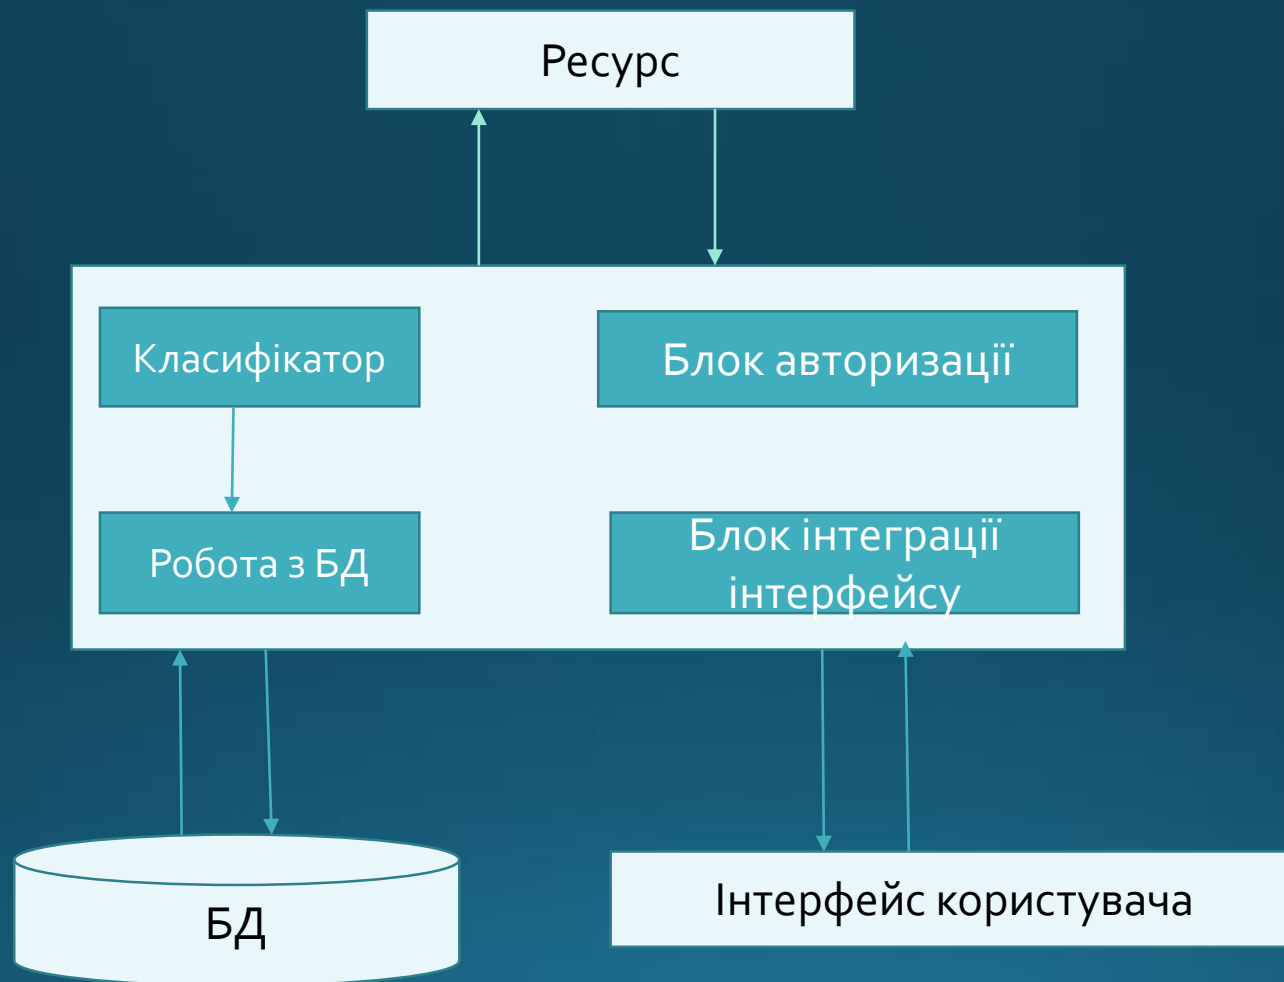 Ресурс
Класифікатор
Блок авторизації
Робота з БД
Блок інтеграції
інтерфейсу
БД
Інтерфейс користувача